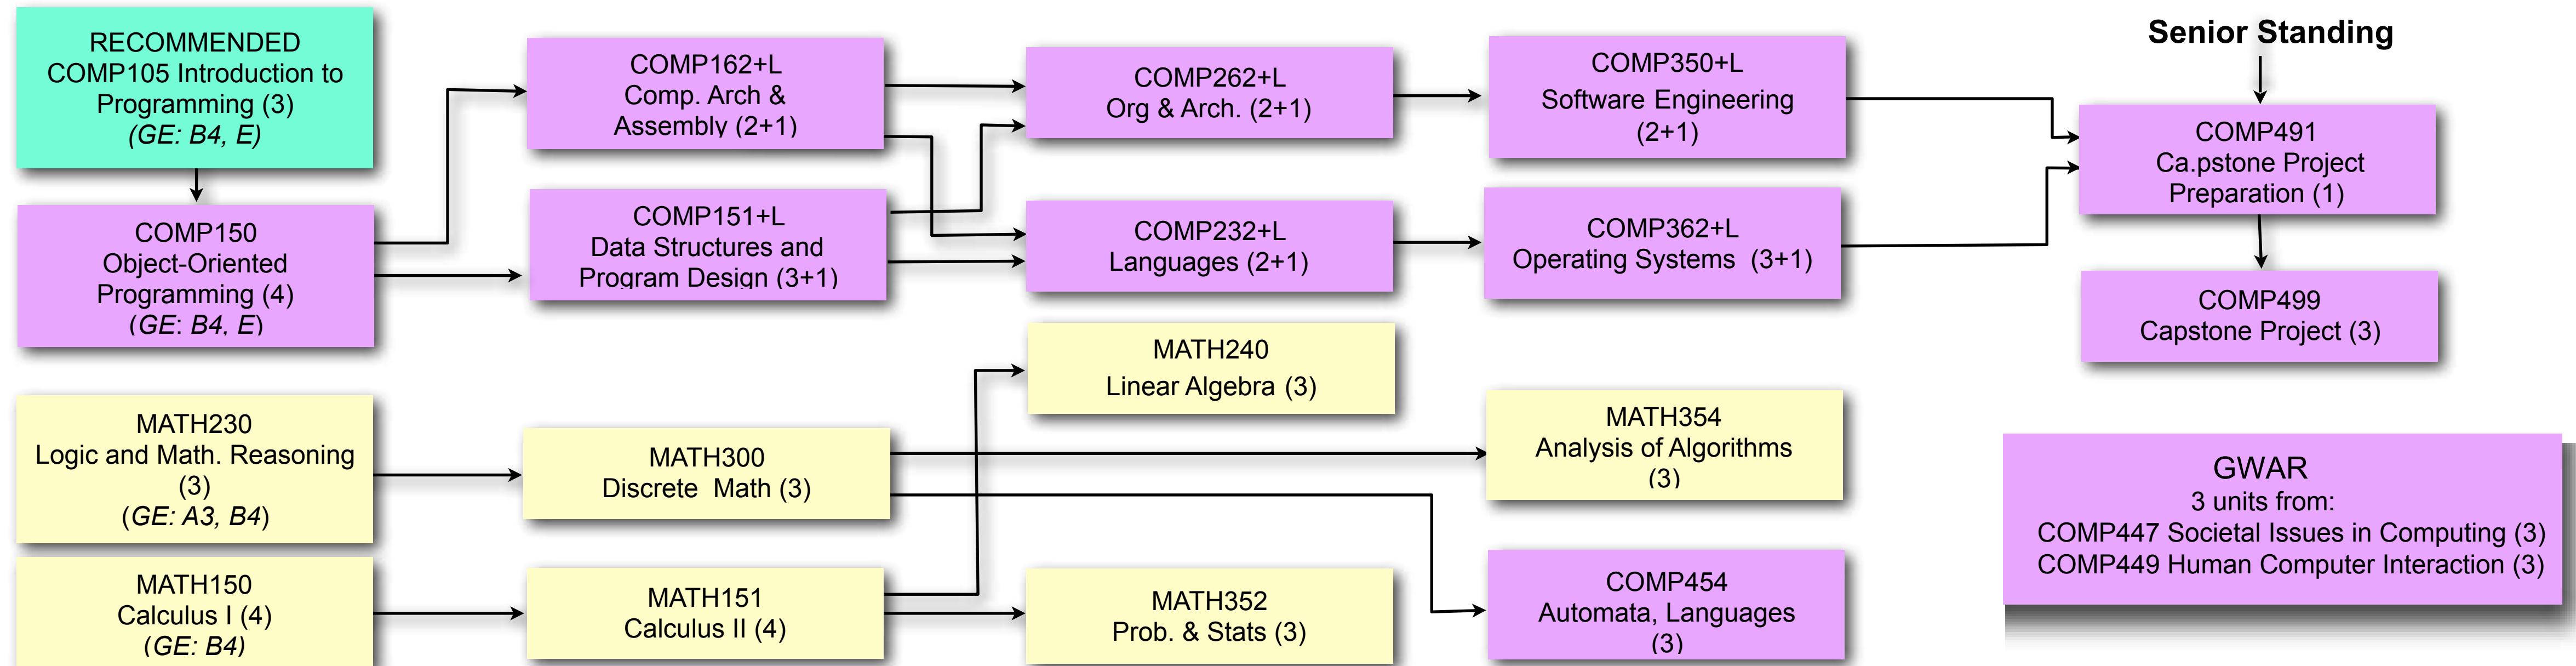 RECOMMENDED
COMP105 Introduction to
Programming (3)
(GE: B4, E)
COMP150
Object-Oriented
Programming (4)
(GE: B4, E)
COMP162+L
Comp. Arch &
Assembly (2+1)
COMP151+L
Data Structures and
Program Design (3+1)
COMP262+L
Org & Arch. (2+1)
COMP232+L
Languages (2+1)
COMP350+L
Software Engineering
(2+1)
COMP362+L
Operating Systems (3+1)
Senior Standing
COMP491
Ca.pstone Project
Preparation (1)
COMP499
Capstone Project (3)
MATH230
Logic and Math. Reasoning
(3)
(GE: A3, B4)
MATH150
Calculus I (4)
(GE: B4)
MATH300
Discrete Math (3)
MATH151
Calculus II (4)
MATH240
Linear Algebra (3)
MATH352
Prob. & Stats (3)
MATH354
Analysis of Algorithms
(3)
COMP454
Automata, Languages
(3)
GWAR
3 units from:
COMP447 Societal Issues in Computing (3)
COMP449 Human Computer Interaction (3)